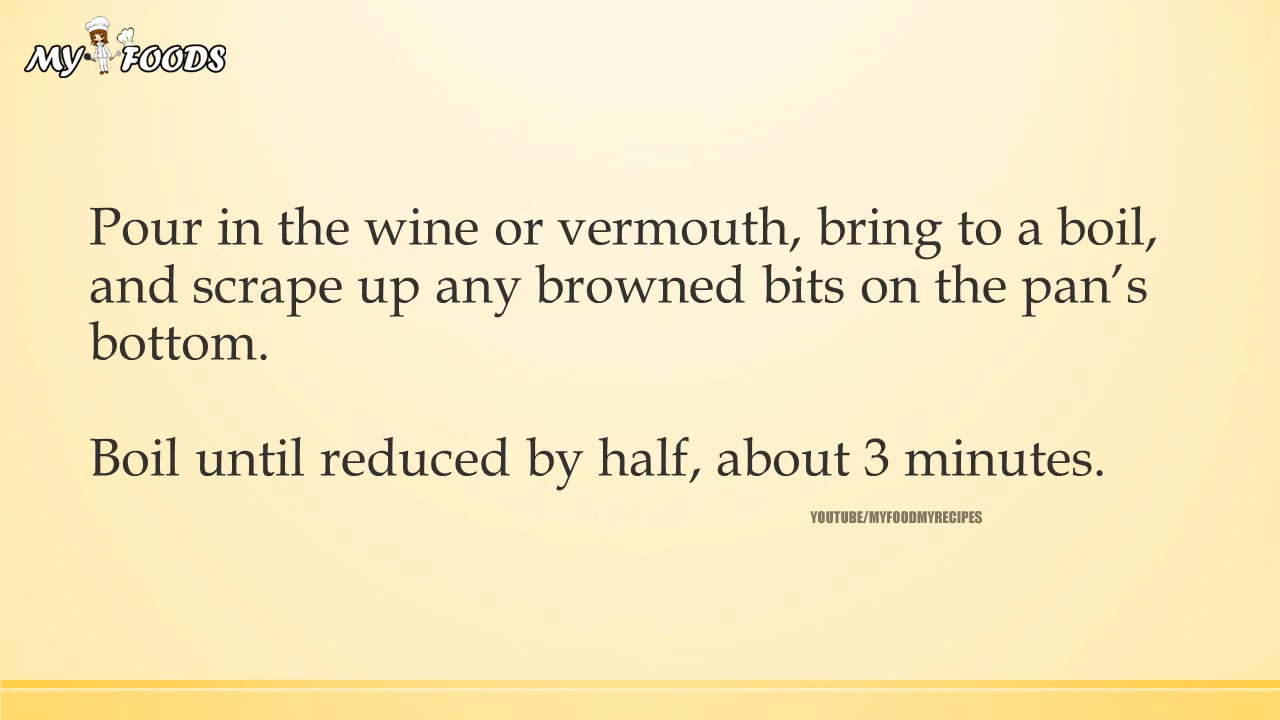 MY FOODS
Pour in the wine or vermouth, bring to a boil,
and scrape up any browned bits on the pan’s
bottom.
Boil until reduced by half, about 3 minutes.
YOUTUBE/MYFOODMYRECIPES